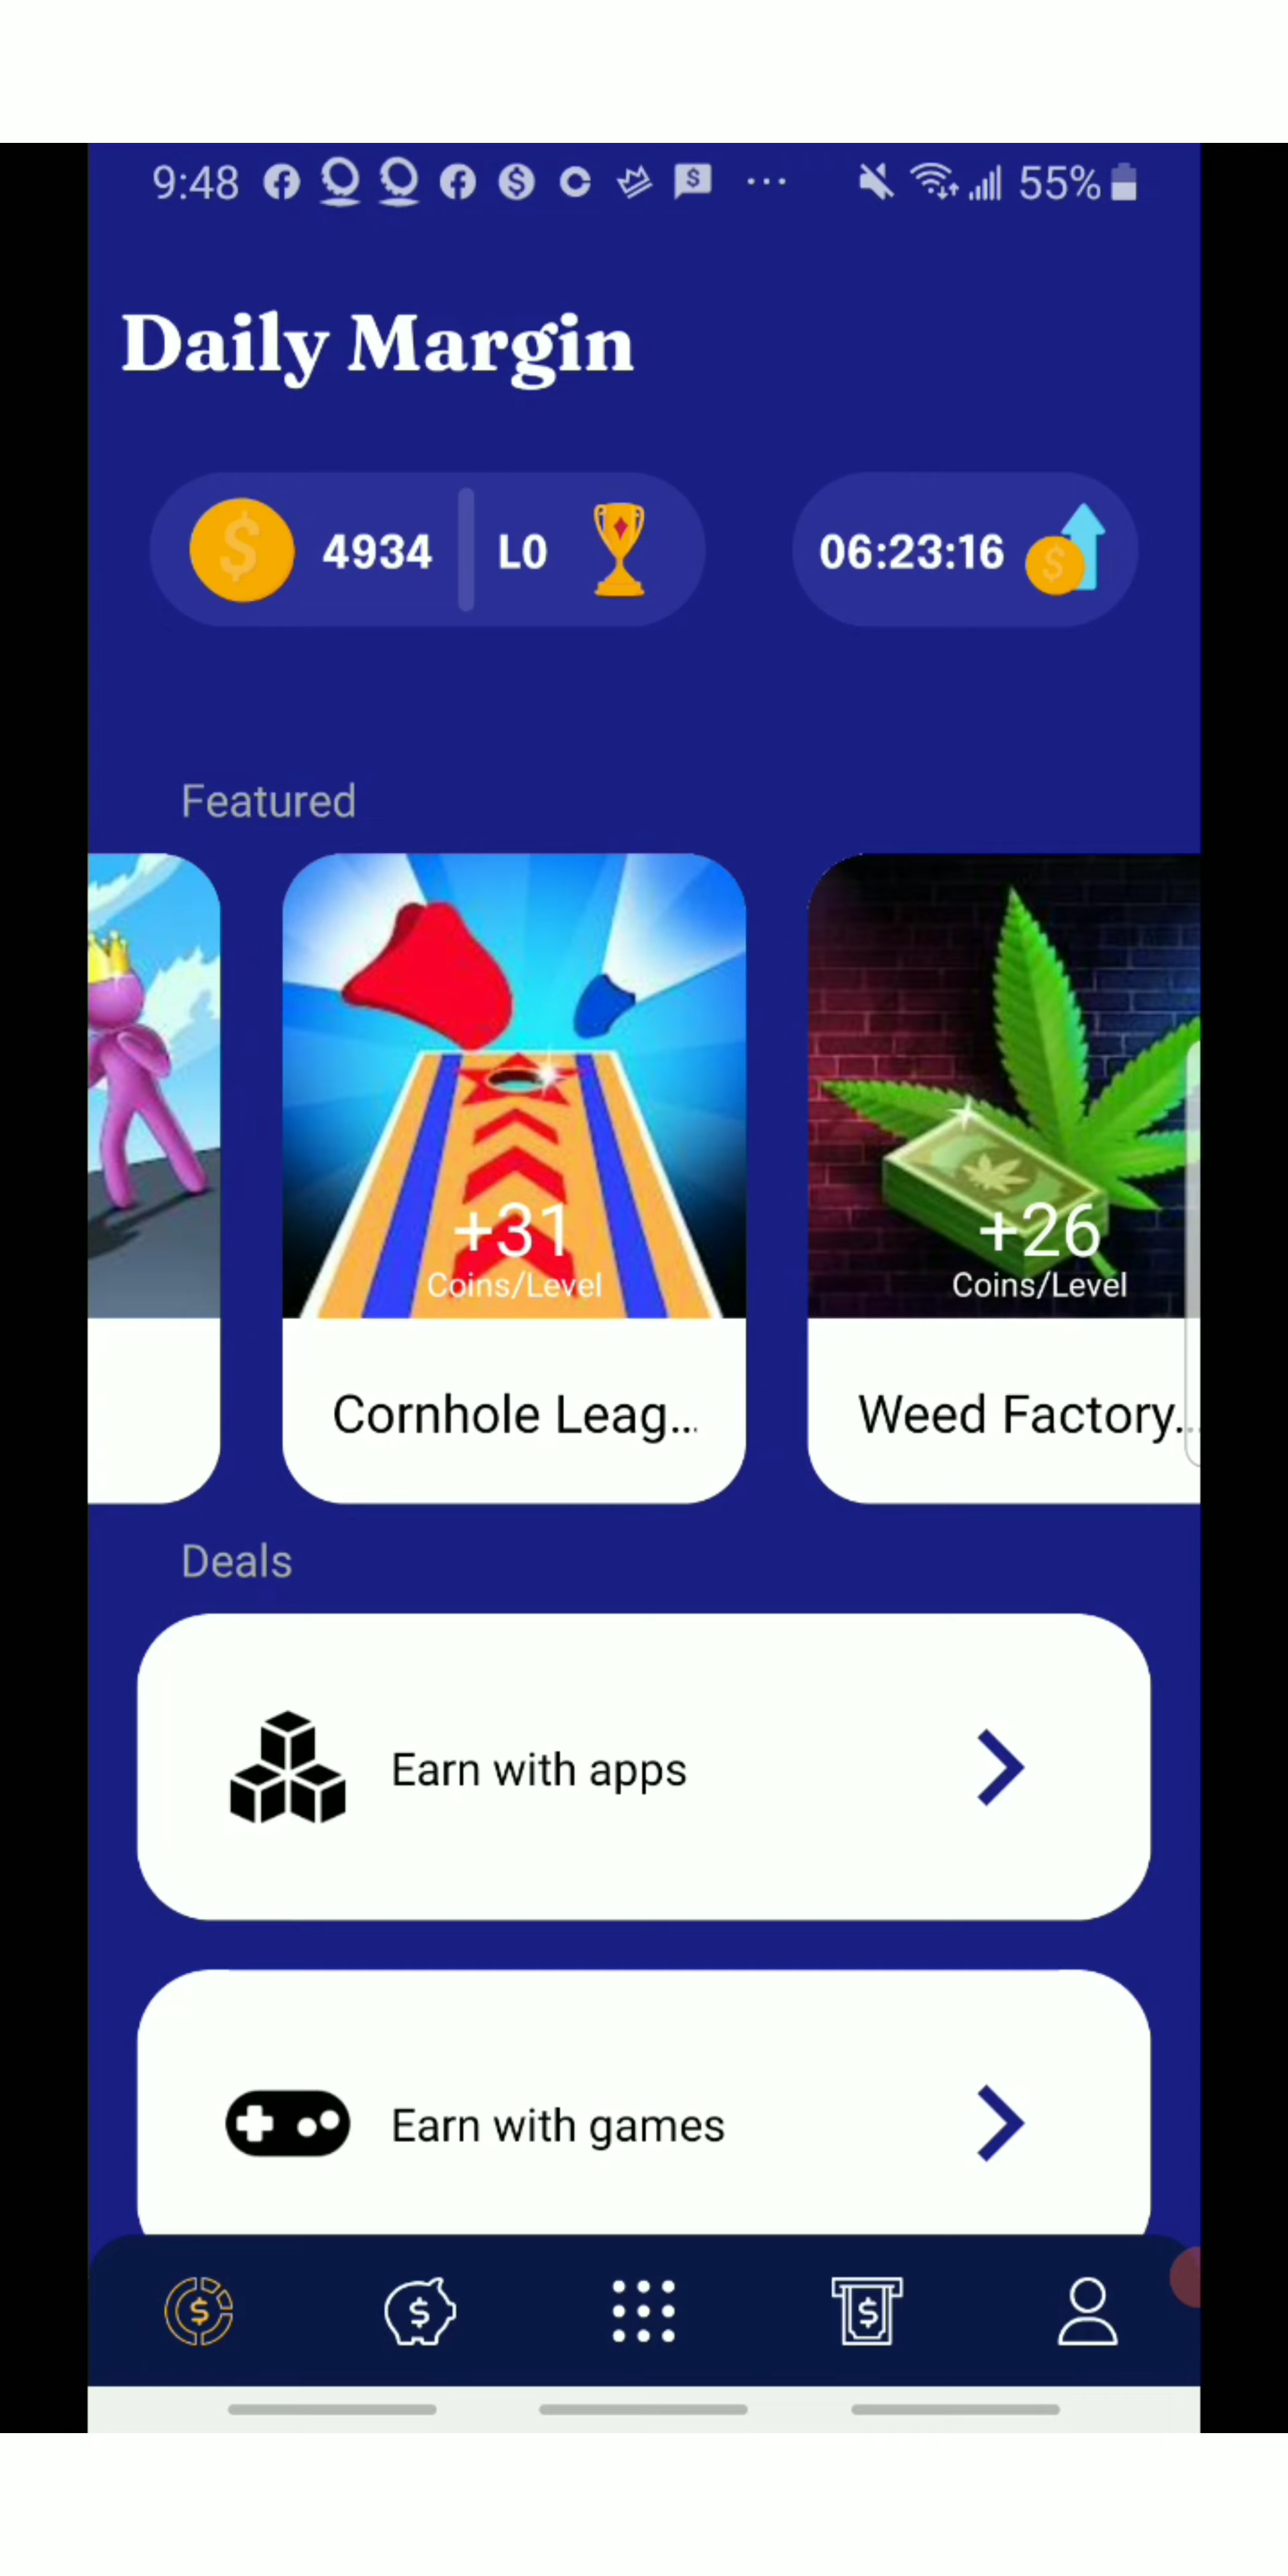 9:48 55%
Daily Margin
4934 L0 06:23:16
Featured
+31 +26
Coins/Level Coins/Level
Cornhole Leag... Weed Factory...
Deals
Earn with apps
Earn with games